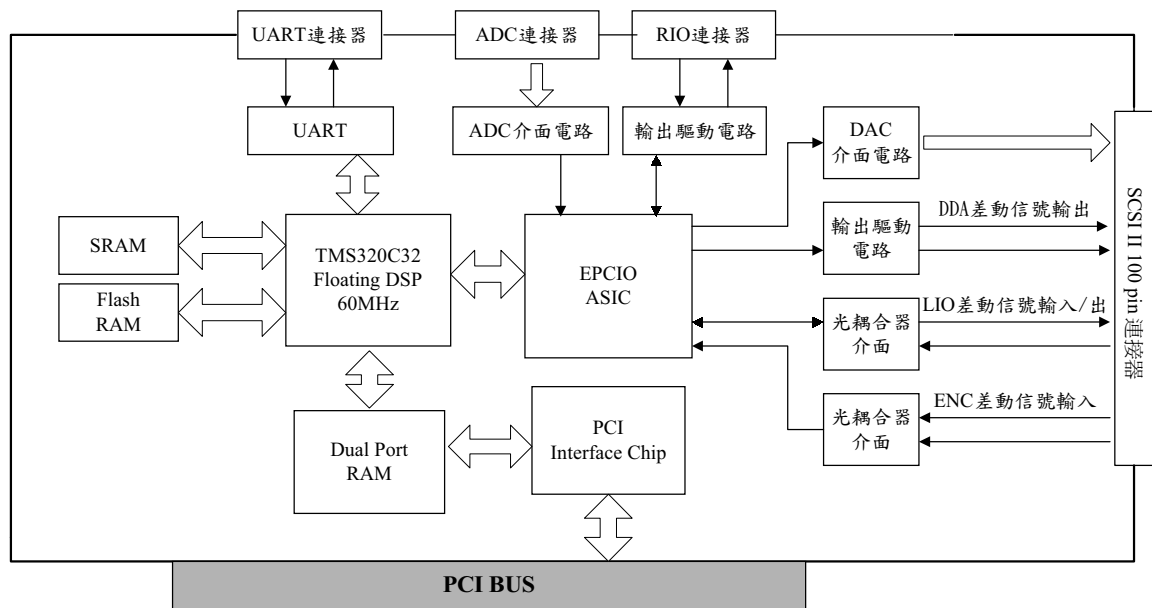 UART連接器
ADC連接器
RIO連接器
UART
ADC介面電路
輸出驅動電路
DAC
介面電路
SRAM
Flash
RAM
TMS320C32
Floating DSP
60MHz
EPCIO
ASIC
輸出驅動
電路
DDA差動信號輸出
光耦合器
介面
LIO差動信號輸入/出
光耦合器
介面
ENC差動信號輸入
SCSI II 100 pin 連接器
Dual Port
RAM
PCI
Interface Chip
PCI BUS